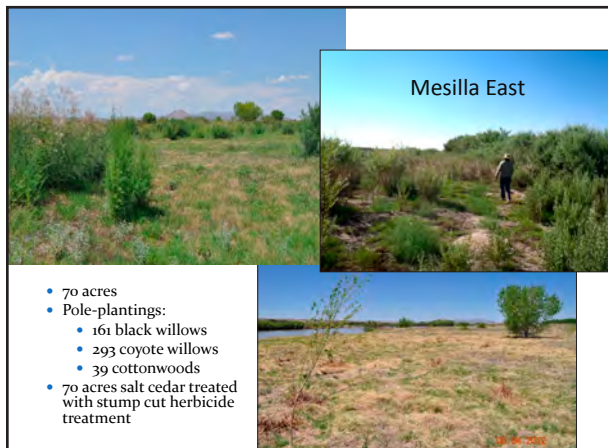 Mesilla East
• 70 acres
• Pole-plantings:
• 161 black willows
• 293 coyote willows
• 39 cottonwoods
• 70 acres salt cedar treated
with stump cut herbicide
treatment